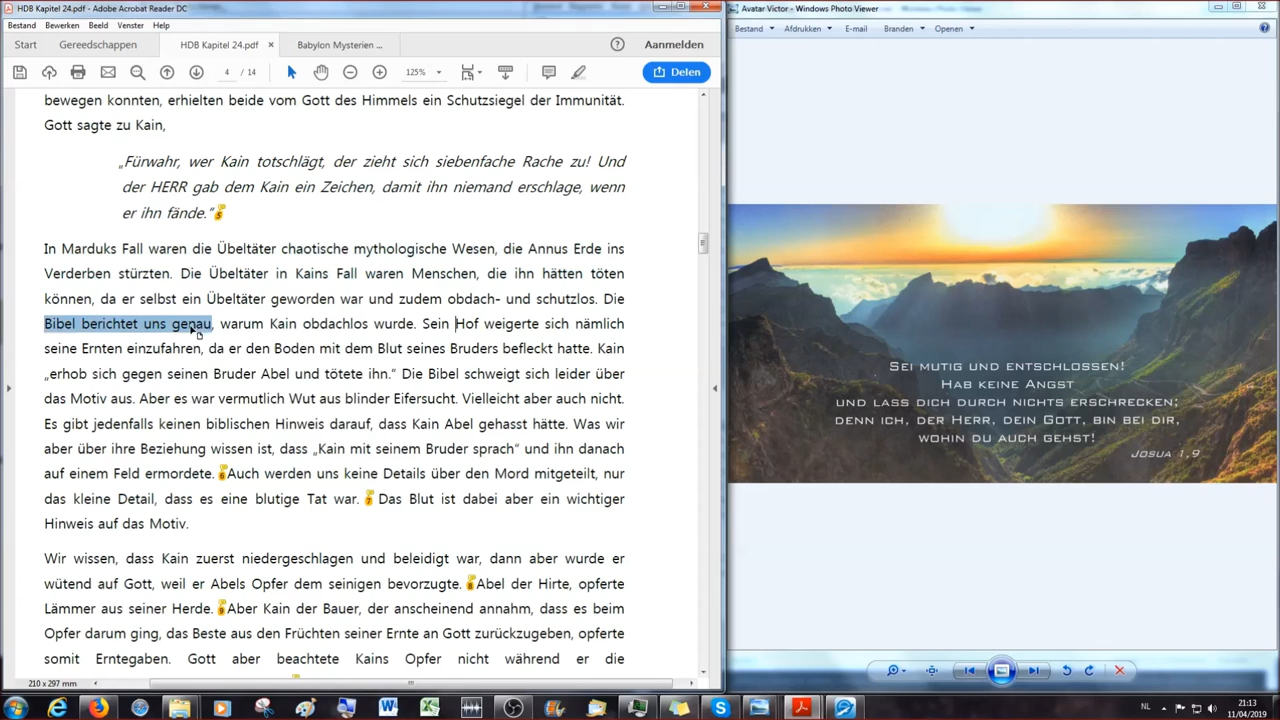 HDB Kapitel 24.pdf - Adobe Acrobat Reader DC
Bestand Bewerken Beeld Venster Help
Start Gereedschappen HDB Kapitel 24.pdf × Babylon Mysterien ... Anmelden
4 / 14 125% Delen
bewegen konnten, erhielten beide vom Gott des Himmels ein Schutzsiegel der Immunität.
Gott sagte zu Kain,
„Fürwahr, wer Kain totschlägt, der zieht sich siebenfache Rache zu! Und
der HERR gab dem Kain ein Zeichen, damit ihn niemand erschlage, wenn
er ihn fände.“ 5
In Marduks Fall waren die Übeltäter chaotische mythologische Wesen, die Annus Erde ins
Verderben stürzten. Die Übeltäter in Kains Fall waren Menschen, die ihn hätten töten
können, da er selbst ein Übeltäter geworden war und zudem obdach- und schutzlos. Die
Bibel berichtet uns genau, warum Kain obdachlos wurde. Sein Hof weigerte sich nämlich
seine Ernten einzufahren, da er den Boden mit dem Blut seines Bruders befleckt hatte. Kain
„erhob sich gegen seinen Bruder Abel und tötete ihn.“ Die Bibel schweigt sich leider über
das Motiv aus. Aber es war vermutlich Wut aus blinder Eifersucht. Vielleicht aber auch nicht.
Es gibt jedenfalls keinen biblischen Hinweis darauf, dass Kain Abel gehasst hätte. Was wir
aber über ihre Beziehung wissen ist, dass „Kain mit seinem Bruder sprach“ und ihn danach
auf einem Feld ermordete. 6 Auch werden uns keine Details über den Mord mitgeteilt, nur
das kleine Detail, dass es eine blutige Tat war. 7 Das Blut ist dabei aber ein wichtiger
Hinweis auf das Motiv.
Wir wissen, dass Kain zuerst niedergeschlagen und beleidigt war, dann aber wurde er
wütend auf Gott, weil er Abels Opfer dem seinigen bevorzugte. 8 Abel der Hirte, opferte
Lämmer aus seiner Herde. 9 Aber Kain der Bauer, der anscheinend annahm, dass es beim
Opfer darum ging, das Beste aus den Früchten seiner Ernte an Gott zurückzugeben, opferte
somit Erntegaben. Gott aber beachtete Kains Opfer nicht während er die
210 x 297 mm
Avatar Victor - Windows Photo Viewer
Bestand Afdrukken E-mail Branden Openen
Sei mutig und entschlossen!
Hab keine Angst
und lass dich durch nichts erschrecken;
denn ich, der Herr, dein Gott, bin bei dir,
wohin du auch gehst!
Josua 1,9
NL 21:13
11/04/2019